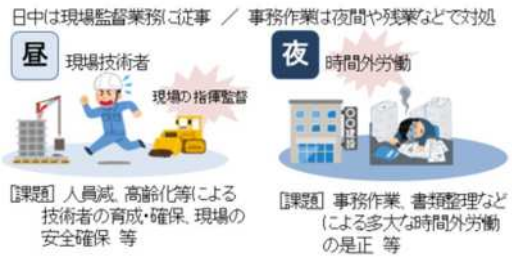 日中は現場監督業務に従事 ／ 事務作業は夜間や残業などで対処
昼 現場技術者
現場の指揮監督
[課題] 人員減、高齢化等による
技術者の育成・確保、現場の
安全確保 等
夜 時間外労働
〇〇建設
[課題] 事務作業、書類整理など
による多大な時間外労働
の是正 等